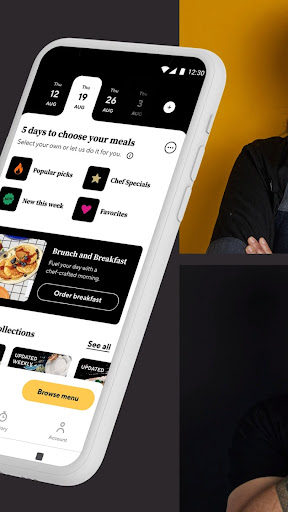 12:30
Thu Thu Thu Thu
12 19 26 3
AUG AUG AUG AUG
5 days to choose your meals
Select your own or let us do it for you.
Popular picks
Chef Specials
New this week
Favorites
Brunch and Breakfast
Fuel your day with a
chef-crafted morning.
Order breakfast
ollections
See all
UPDATED
WEEKLY
UPDATED
Browse menu
ory
Account